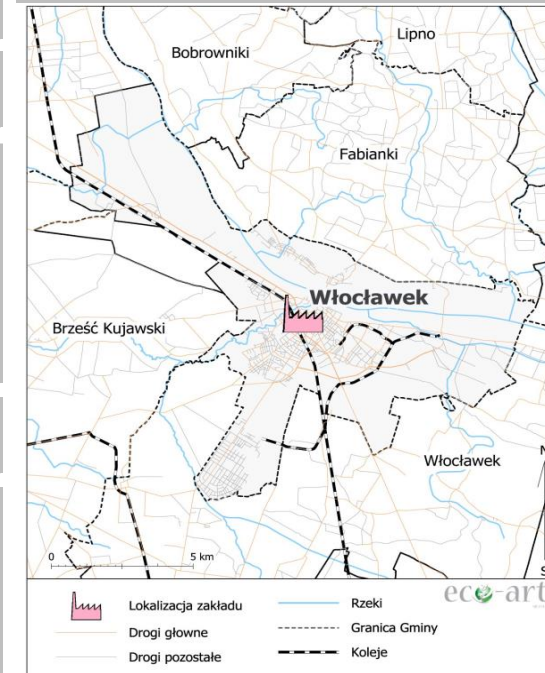 Lipno
Bobrowniki
Fabianki
Włocławek
Brześć Kujawski
Włocławek
N
S
0 5 km
eco-art
Lokalizacja zakładu
Rzeki
Drogi głowne
Granica Gminy
Drogi pozostałe
Koleje